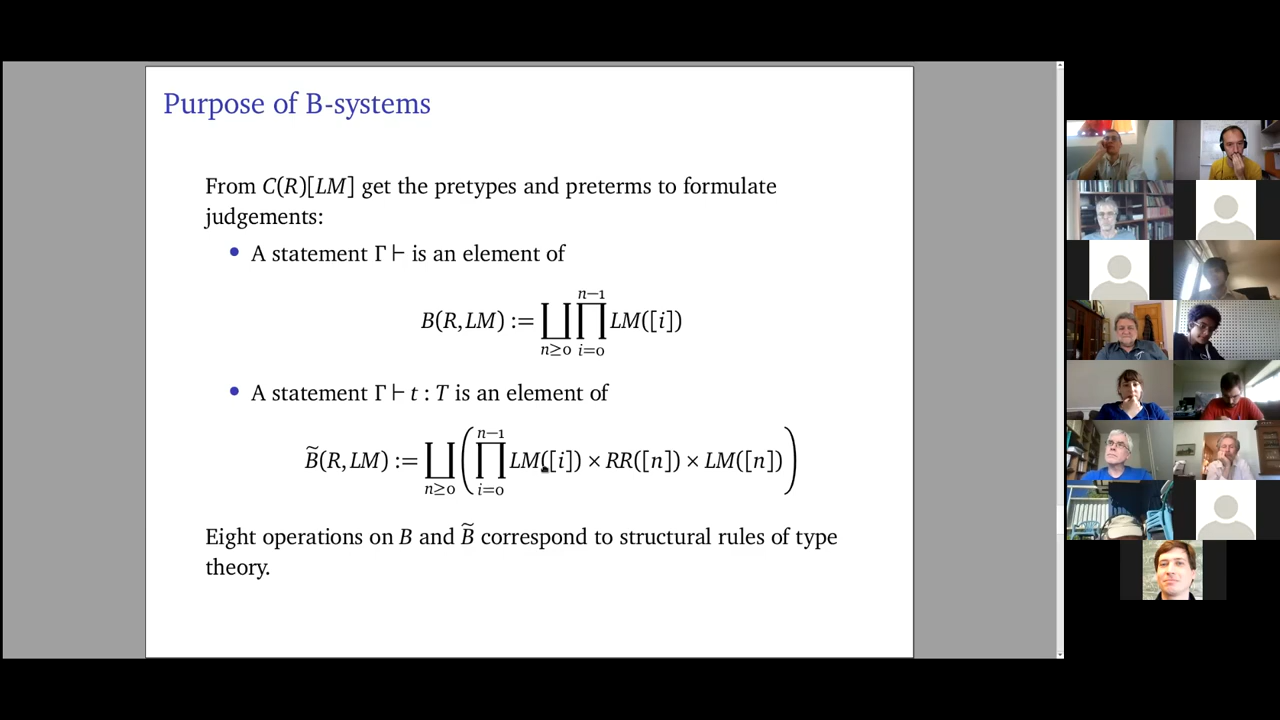 Purpose of B-systems
From C(R)[LM] get the pretypes and preterms to formulate
judgements:
• A statement Γ ⊢ is an element of
B(R, LM) := ∐_{n≥0} ∏_{i=0}^{n−1} LM([i])
• A statement Γ ⊢ t : T is an element of
B̃(R, LM) := ∐_{n≥0} (∏_{i=0}^{n−1} LM([i]) × RR([n]) × LM([n]))
Eight operations on B and B̃ correspond to structural rules of type
theory.